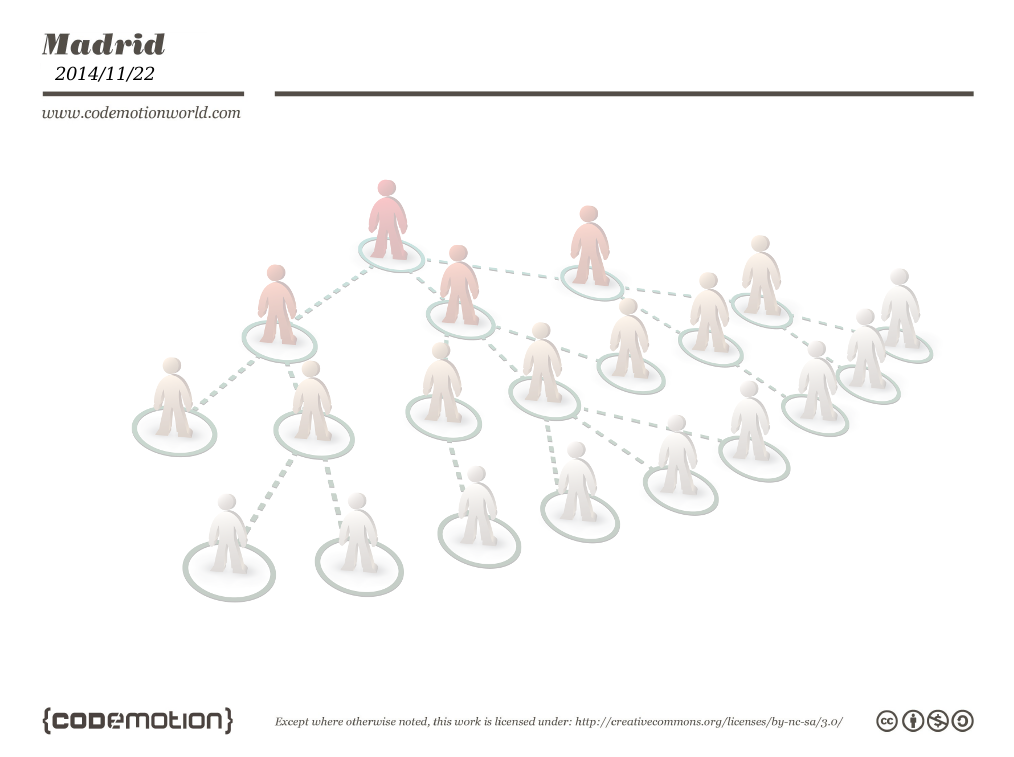 Madrid
2014/11/22
www.codemotionworld.com
{codemotion}
Except where otherwise noted, this work is licensed under: http://creativecommons.org/licenses/by-nc-sa/3.0/
cc